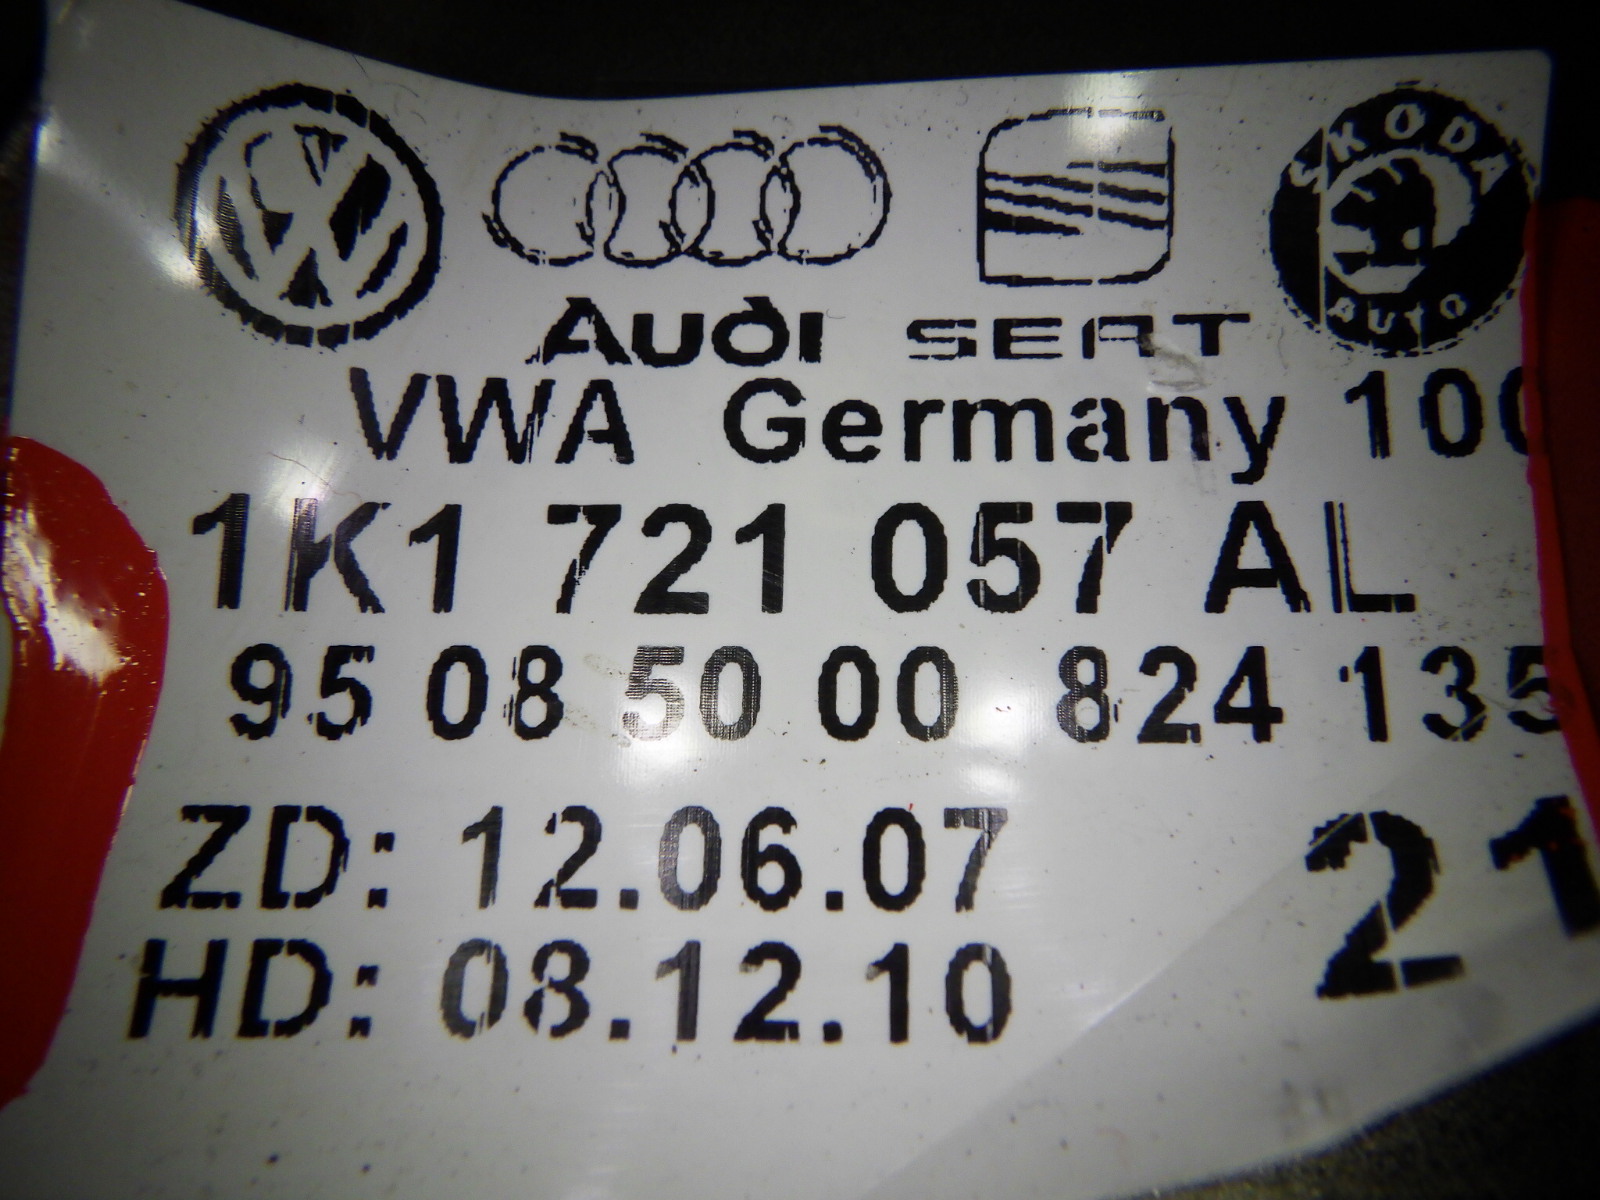 ŠKODA
AUTO
Audi SEAT
VWA Germany 100
1K1 721 057 AL
95 08 50 00 824 135
ZD: 12.06.07
HD: 08.12.10
21